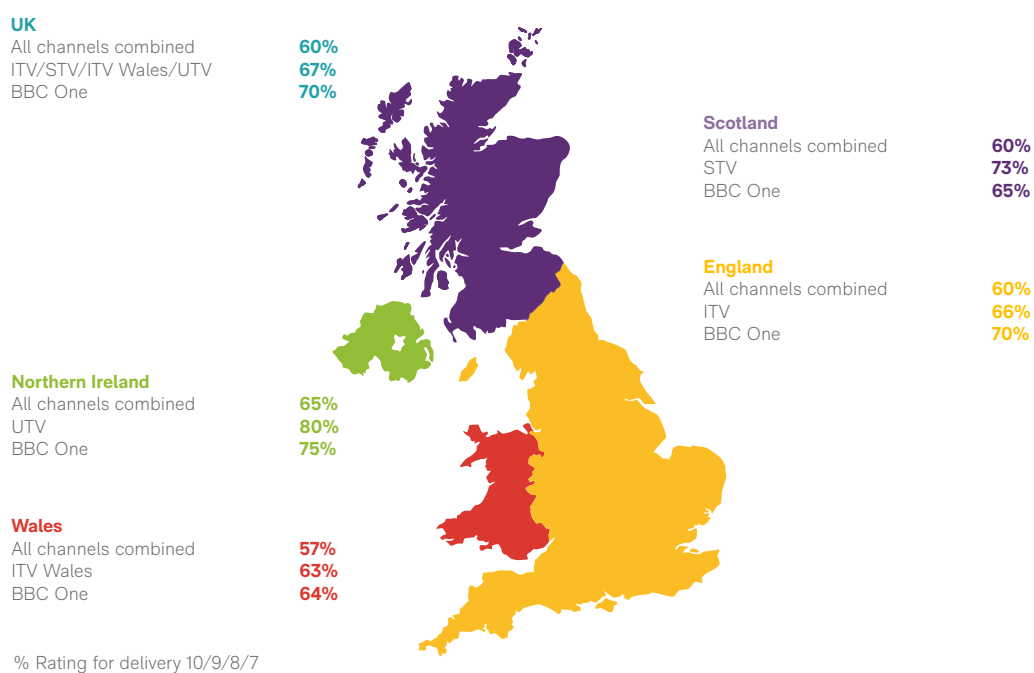 UK
All channels combined 60%
ITV/STV/ITV Wales/UTV 67%
BBC One 70%
Scotland
All channels combined 60%
STV 73%
BBC One 65%
England
All channels combined 60%
ITV 66%
BBC One 70%
Northern Ireland
All channels combined 65%
UTV 80%
BBC One 75%
Wales
All channels combined 57%
ITV Wales 63%
BBC One 64%
% Rating for delivery 10/9/8/7